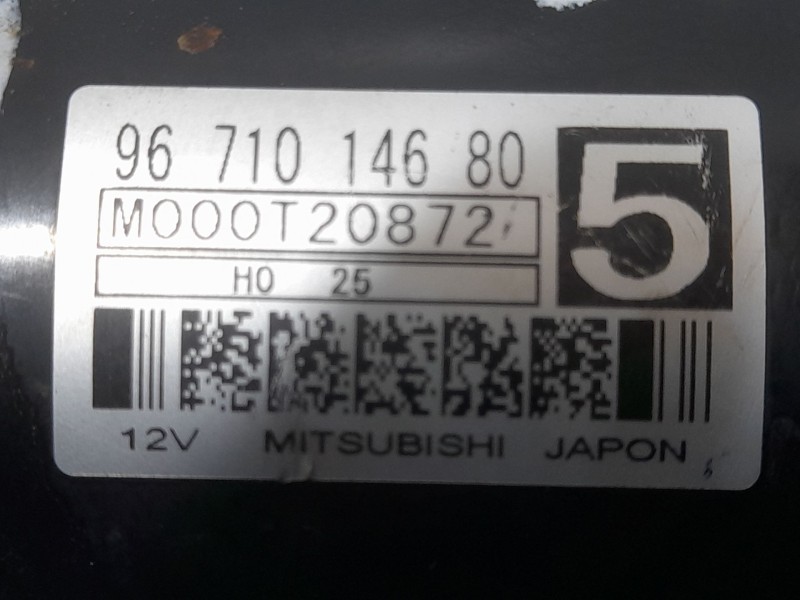 96 710 146 80
5
M000T20872
H0 25
12V MITSUBISHI JAPON